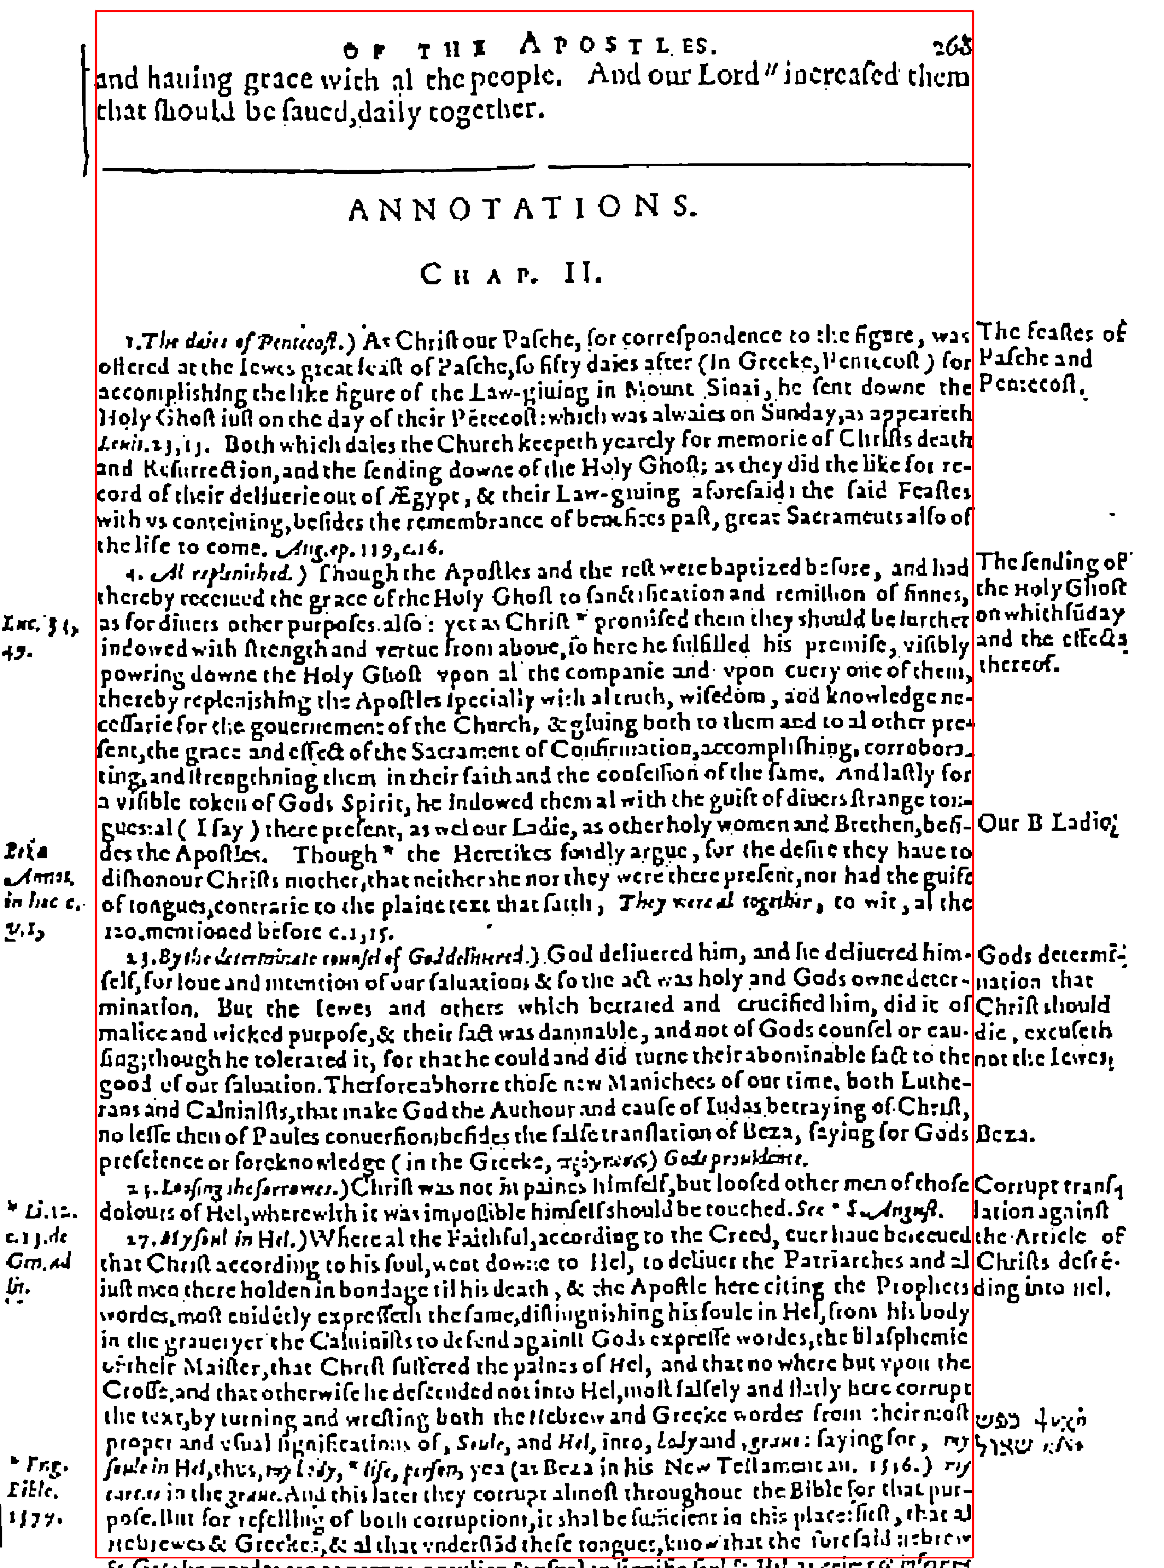 OF THE APOSTLES. 268
and hauing grace with al the people. And our Lord " increaſed them
that ſhould be ſaued, daily together.
ANNOTATIONS.
CHAP. II.
1. The daies of Pentecoſt.) As Chriſt our Paſche, for correſpondence to the figure, was
offered at the Iewes great feaſt of Paſche, ſo fifty daies after (in Greeke, Pentecoſt) for
accompliſhing the like figure of the Law-giuing in Mount Sinai, he ſent downe the
Holy Ghoſt iuſt on the day of their Pētecoſt: which was alwaies on Sunday, as appeareth
Leuit. 23, 15. Both which daies the Church keepeth yearely for memorie of Chriſts death
and Reſurrection, and the ſending downe of the Holy Ghoſt; as they did the like for re-
cord of their deliuerie out of Ægypt, & their Law-giuing aforeſaid: the ſaid Feaſtes
with vs conteining, beſides the remembrance of benefites paſt, great Sacraments alſo of
the life to come. Aug. ep. 119, c. 16.
The feaſtes of
Paſche and
Pentecoſt.
4. Al repleniſhed.) Though the Apoſtles and the reſt were baptized before, and had
thereby receiued the grace of the Holy Ghoſt to ſanctification and remiſſion of ſinnes,
as for diuers other purpoſes alſo: yet as Chriſt * promiſed them they ſhould be further
indowed with ſtrength and vertue from aboue, ſo here he fulfilled his promiſe, viſibly
powring downe the Holy Ghoſt vpon al the companie and vpon euery one of them,
thereby repleniſhing the Apoſtles ſpecially with al truth, wiſedom, and knowledge ne-
ceſſarie for the gouernement of the Church, & giuing both to them and to al other pre-
ſent, the grace and effect of the Sacrament of Confirmation, accompliſhing, corrobora-
ting, and ſtrengthning them in their faith and the confeſſion of the ſame. And laſtly for
a viſible token of Gods Spirit, he indowed them al with the guift of diuers ſtrange ton-
gues: al (I ſay) there preſent, as wel our Ladie, as other holy women and Brethen, beſi-
des the Apoſtles. Though * the Heretikes fondly argue, for the deſire they haue to
diſhonour Chriſts mother, that neither ſhe nor they were there preſent, nor had the guift
of tongues, contrarie to the plaine text that ſaith, They were al together, to wit, al the
120. mentioned before c. 1, 15.
The ſending of
the Holy Ghoſt
on whitſūday
and the effects
thereof.
Luc. 24,
49.
Our B Ladie
Beza
Annot.
in huc c.
v. 1,
23. By the determinate counſel of God deliuered.) God deliuered him, and he deliuered him-
ſelf, for loue and intention of our ſaluation: & ſo the act was holy and Gods owne deter-
mination. But the Iewes and others which betraied and crucified him, did it of
malice and wicked purpoſe, & their fact was damnable, and not of Gods counſel or cau-
ſing; though he tolerated it, for that he could and did turne their abominable fact to the
good of our ſaluation. Therfore abhorre thoſe new Manichees of our time, both Luthe-
rans and Caluiniſts, that make God the Authour and cauſe of Iudas betraying of Chriſt,
no leſſe then of Paules conuerſion; beſides the falſe tranſlation of Beza, ſaying for Gods
preſcience or foreknowledge (in the Greeke, προγνώσει) Gods prouidence.
Gods determi-
nation that
Chriſt ſhould
die, excuſeth
not the Iewes.
Beza.
24. Looſing the ſorrowes.) Chriſt was not in paines himſelf, but looſed other men of thoſe
dolours of Hel, wherewith it was impoſſible himſelf ſhould be touched. See * S. Auguſt.
* Li. 12.
c. 13. de
Gen. ad
lit.
27. My ſoul in Hel.) Where al the Faithful, according to the Creed, euer haue beleeued
that Chriſt according to his ſoul, went downe to Hel, to deliuer the Patriarches and al
iuſt men there holden in bondage til his death, & the Apoſtle here citing the Prophets
wordes, moſt euidētly expreſſeth the ſame, diſtinguiſhing his ſoule in Hel, from his body
in the graue: yet the Caluiniſts to defend againſt Gods expreſſe wordes, the blaſphemie
of their Maiſter, that Chriſt ſuffered the paines of Hel, and that no where but vpon the
Croſſe, and that otherwiſe he deſcended not into Hel, moſt falſely and flatly here corrupt
the text, by turning and wreſting both the Hebrew and Greeke wordes from their moſt
proper and vſual ſignifications of, Soule, and Hel, into, body and, graue: ſaying for, my
ſoule in Hel, thus, my body, * life, perſon, yea (as Beza in his New Teſtament an. 1556.) my
carcas in the graue. And this later they corrupt almoſt throughout the Bible for that pur-
poſe. But for refelling of both corruptions, it ſhal be ſufficient in this place: firſt, that al
Hebrewes & Greekes, & al that vnderſtād theſe tongues, know that the foreſaid Hebrew
Corrupt tranſ-
lation againſt
the Article of
Chriſts deſcē-
ding into Hel.
נפש
שאול
* Eng.
Bible.
1579.